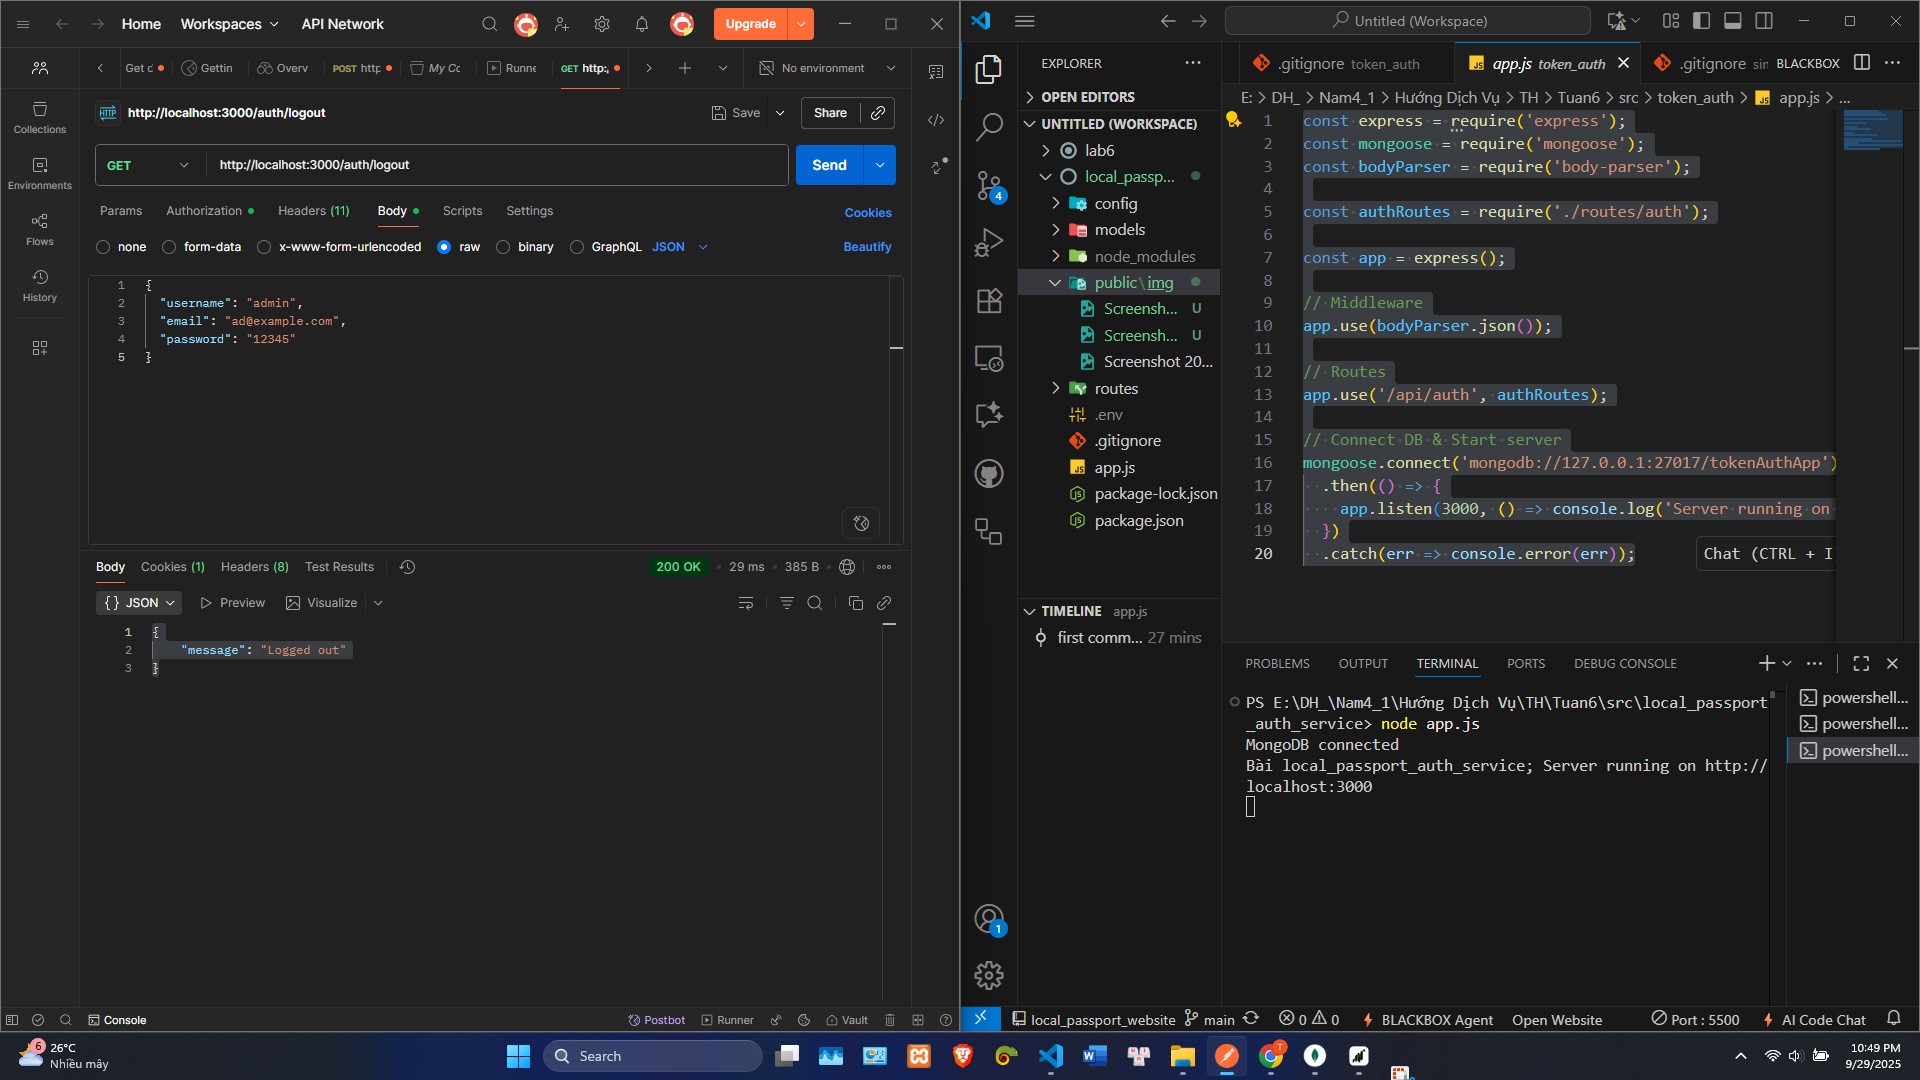 Home Workspaces API Network Upgrade
Get c Gettin Overv POST http My Cc Runne GET http:, No environment
http://localhost:3000/auth/logout Save Share
GET http://localhost:3000/auth/logout Send
Params Authorization Headers (11) Body Scripts Settings Cookies
none form-data x-www-form-urlencoded raw binary GraphQL JSON Beautify
1 {
2 "username": "admin",
3 "email": "ad@example.com",
4 "password": "12345"
5 }
Body Cookies (1) Headers (8) Test Results 200 OK 29 ms 385 B
{} JSON Preview Visualize
1 {
2 "message": "Logged out"
3 }
Collections
Environments
Flows
History
Console Postbot Runner Vault
Untitled (Workspace)
EXPLORER
OPEN EDITORS
UNTITLED (WORKSPACE)
lab6
local_passp...
config
models
node_modules
public\img
Screensh... U
Screensh... U
Screenshot 20...
routes
.env
.gitignore
app.js
package-lock.json
package.json
TIMELINE app.js
first comm... 27 mins
4
1
.gitignore token_auth app.js token_auth .gitignore sin BLACKBOX
E: > DH_ > Nam4_1 > Hướng Dịch Vụ > TH > Tuan6 > src > token_auth > app.js > ...
1 const express = require('express');
2 const mongoose = require('mongoose');
3 const bodyParser = require('body-parser');
4
5 const authRoutes = require('./routes/auth');
6
7 const app = express();
8
9 // Middleware
10 app.use(bodyParser.json());
11
12 // Routes
13 app.use('/api/auth', authRoutes);
14
15 // Connect DB & Start server
16 mongoose.connect('mongodb://127.0.0.1:27017/tokenAuthApp')
17 .then(() => {
18 app.listen(3000, () => console.log('Server running on
19 })
20 .catch(err => console.error(err));
Chat (CTRL + I
PROBLEMS OUTPUT TERMINAL PORTS DEBUG CONSOLE
PS E:\DH_\Nam4_1\Hướng Dịch Vụ\TH\Tuan6\src\local_passport
_auth_service> node app.js
MongoDB connected
Bài local_passport_auth_service; Server running on http://
localhost:3000
powershell...
powershell...
powershell...
local_passport_website main 0 0 BLACKBOX Agent Open Website Port : 5500 AI Code Chat
6 26°C
Nhiều mây
Search
T
10:49 PM
9/29/2025